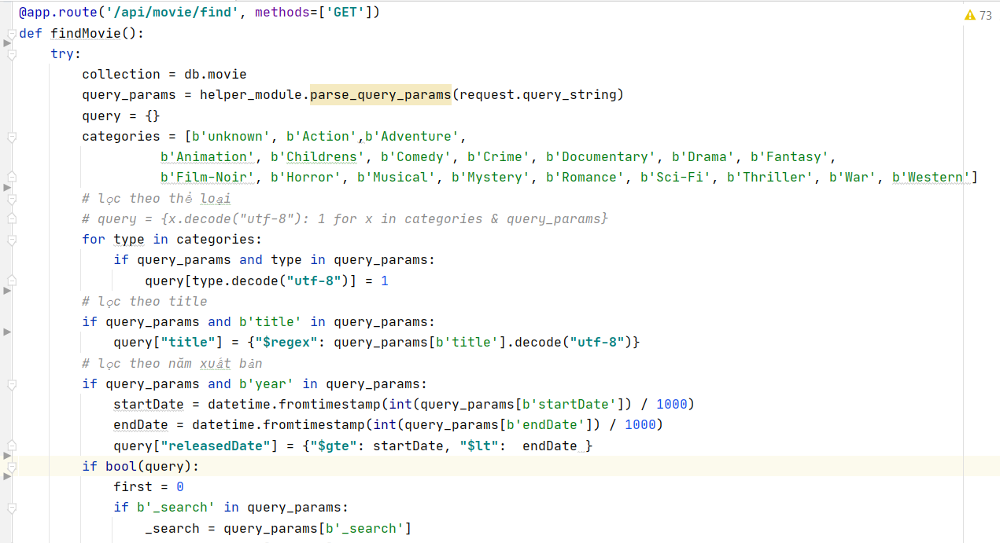 @app.route('/api/movie/find', methods=['GET'])
73
def findMovie():
try:
collection = db.movie
query_params = helper_module.parse_query_params(request.query_string)
query = {}
categories = [b'unknown', b'Action',b'Adventure',
b'Animation', b'Childrens', b'Comedy', b'Crime', b'Documentary', b'Drama', b'Fantasy',
b'Film-Noir', b'Horror', b'Musical', b'Mystery', b'Romance', b'Sci-Fi', b'Thriller', b'War', b'Western']
# lọc theo thể loại
# query = {x.decode("utf-8"): 1 for x in categories & query_params}
for type in categories:
if query_params and type in query_params:
query[type.decode("utf-8")] = 1
# lọc theo title
if query_params and b'title' in query_params:
query["title"] = {"$regex": query_params[b'title'].decode("utf-8")}
# lọc theo năm xuất bản
if query_params and b'year' in query_params:
startDate = datetime.fromtimestamp(int(query_params[b'startDate']) / 1000)
endDate = datetime.fromtimestamp(int(query_params[b'endDate']) / 1000)
query["releasedDate"] = {"$gte": startDate, "$lt":  endDate }
if bool(query):
first = 0
if b'_search' in query_params:
_search = query_params[b'_search']